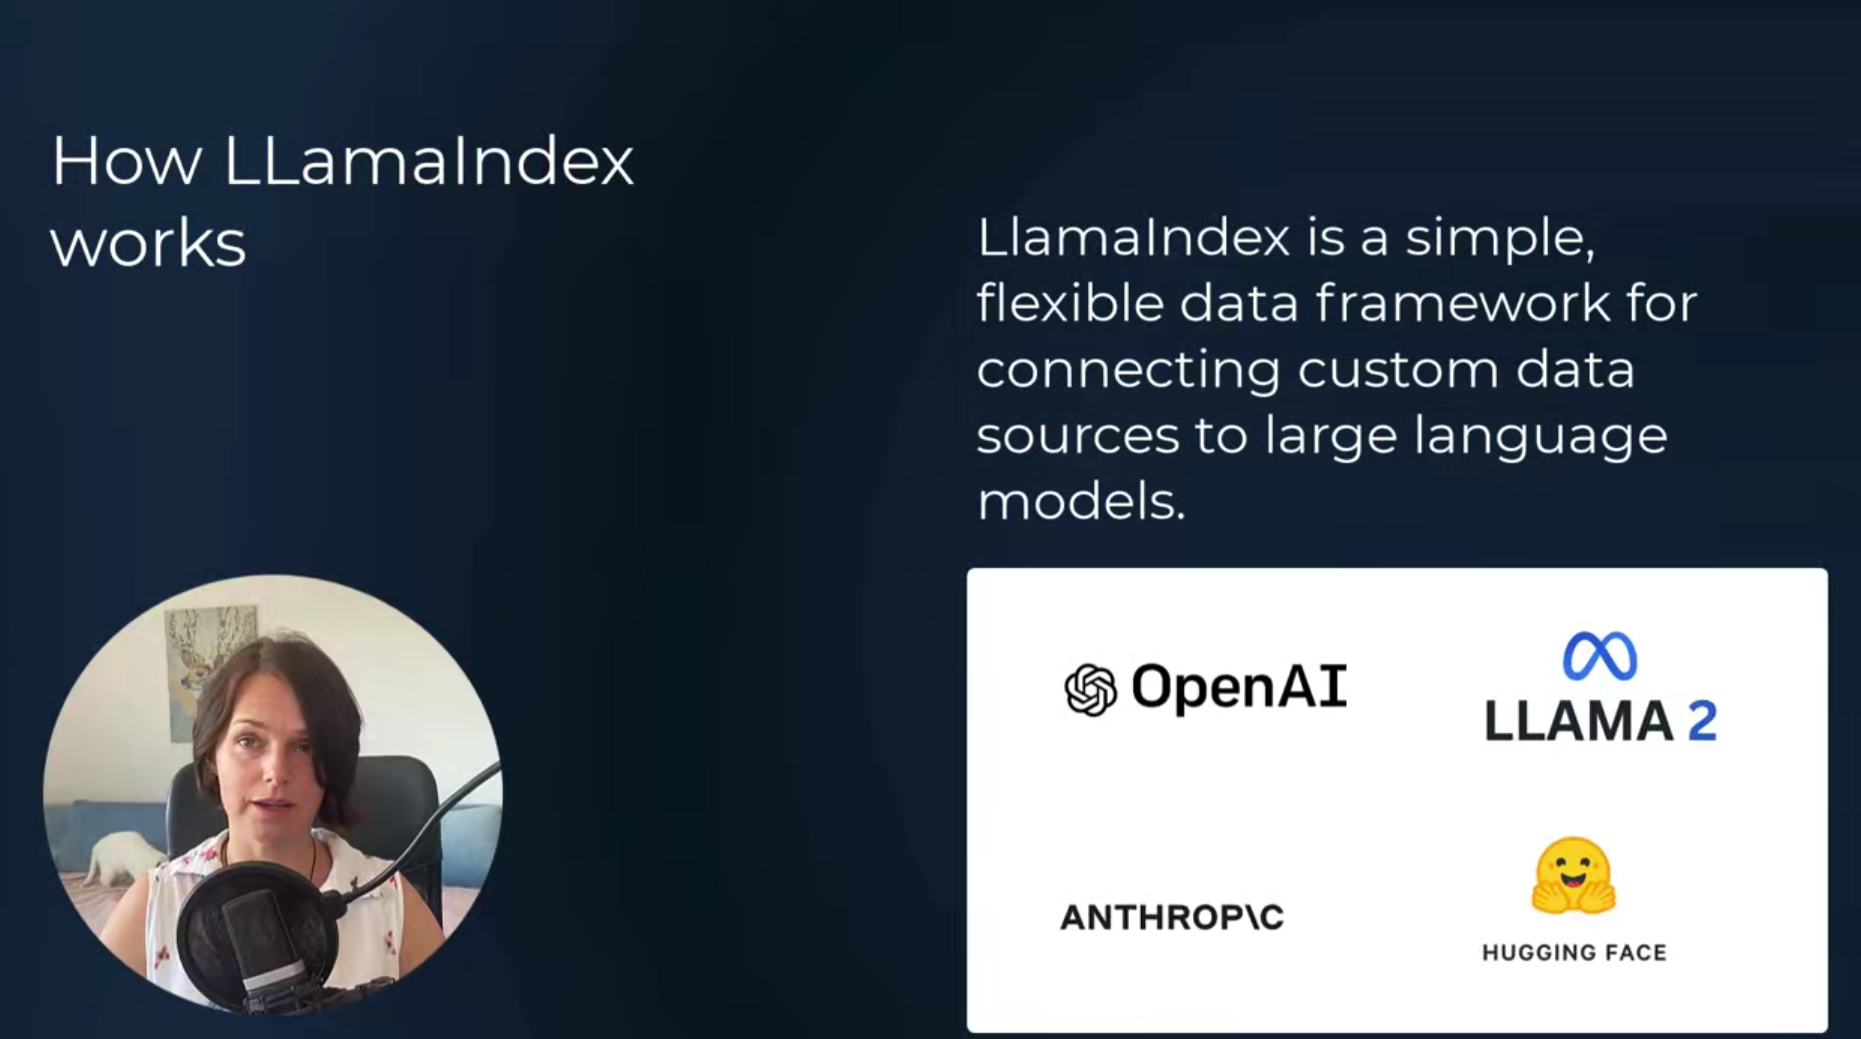 How LLamaIndex
works
LlamaIndex is a simple,
flexible data framework for
connecting custom data
sources to large language
models.
OpenAI
LLAMA 2
ANTHROP\C
HUGGING FACE